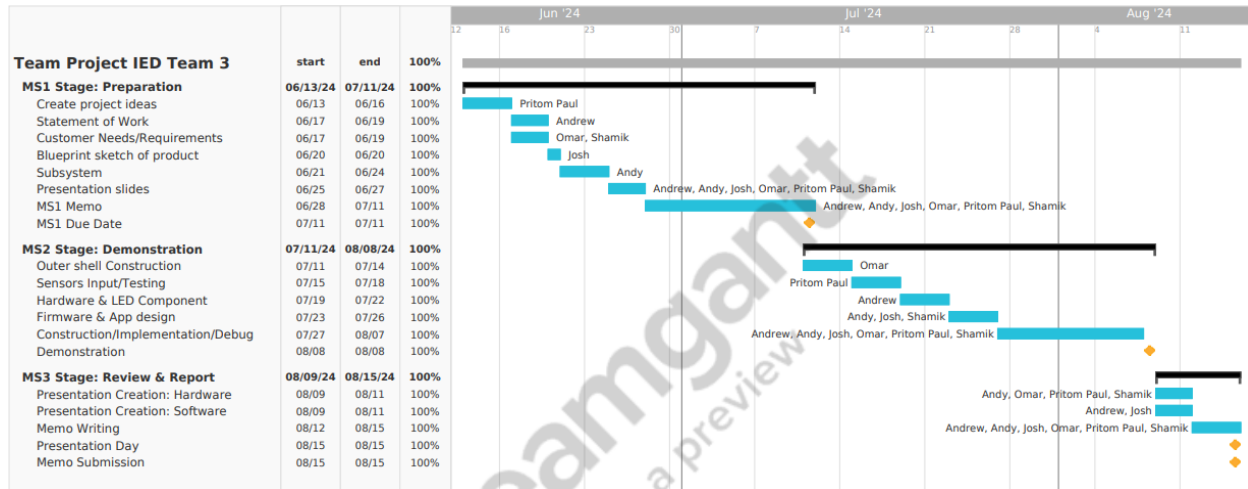 Jun '24 Jul '24 Aug '24
12 16 23 30 7 14 21 28 4 11
Team Project IED Team 3 start end 100%
MS1 Stage: Preparation 06/13/24 07/11/24 100%
Create project ideas 06/13 06/16 100% Pritom Paul
Statement of Work 06/17 06/19 100% Andrew
Customer Needs/Requirements 06/17 06/19 100% Omar, Shamik
Blueprint sketch of product 06/20 06/20 100% Josh
Subsystem 06/21 06/24 100% Andy
Presentation slides 06/25 06/27 100% Andrew, Andy, Josh, Omar, Pritom Paul, Shamik
MS1 Memo 06/28 07/11 100% Andrew, Andy, Josh, Omar, Pritom Paul, Shamik
MS1 Due Date 07/11 07/11 100%
MS2 Stage: Demonstration 07/11/24 08/08/24 100%
Outer shell Construction 07/11 07/14 100% Omar
Sensors Input/Testing 07/15 07/18 100% Pritom Paul
Hardware & LED Component 07/19 07/22 100% Andrew
Firmware & App design 07/23 07/26 100% Andy, Josh, Shamik
Construction/Implementation/Debug 07/27 08/07 100% Andrew, Andy, Josh, Omar, Pritom Paul, Shamik
Demonstration 08/08 08/08 100%
MS3 Stage: Review & Report 08/09/24 08/15/24 100%
Presentation Creation: Hardware 08/09 08/11 100% Andy, Omar, Pritom Paul, Shamik
Presentation Creation: Software 08/09 08/11 100% Andrew, Josh
Memo Writing 08/12 08/15 100% Andrew, Andy, Josh, Omar, Pritom Paul, Shamik
Presentation Day 08/15 08/15 100%
Memo Submission 08/15 08/15 100%
eamgantt
a preview